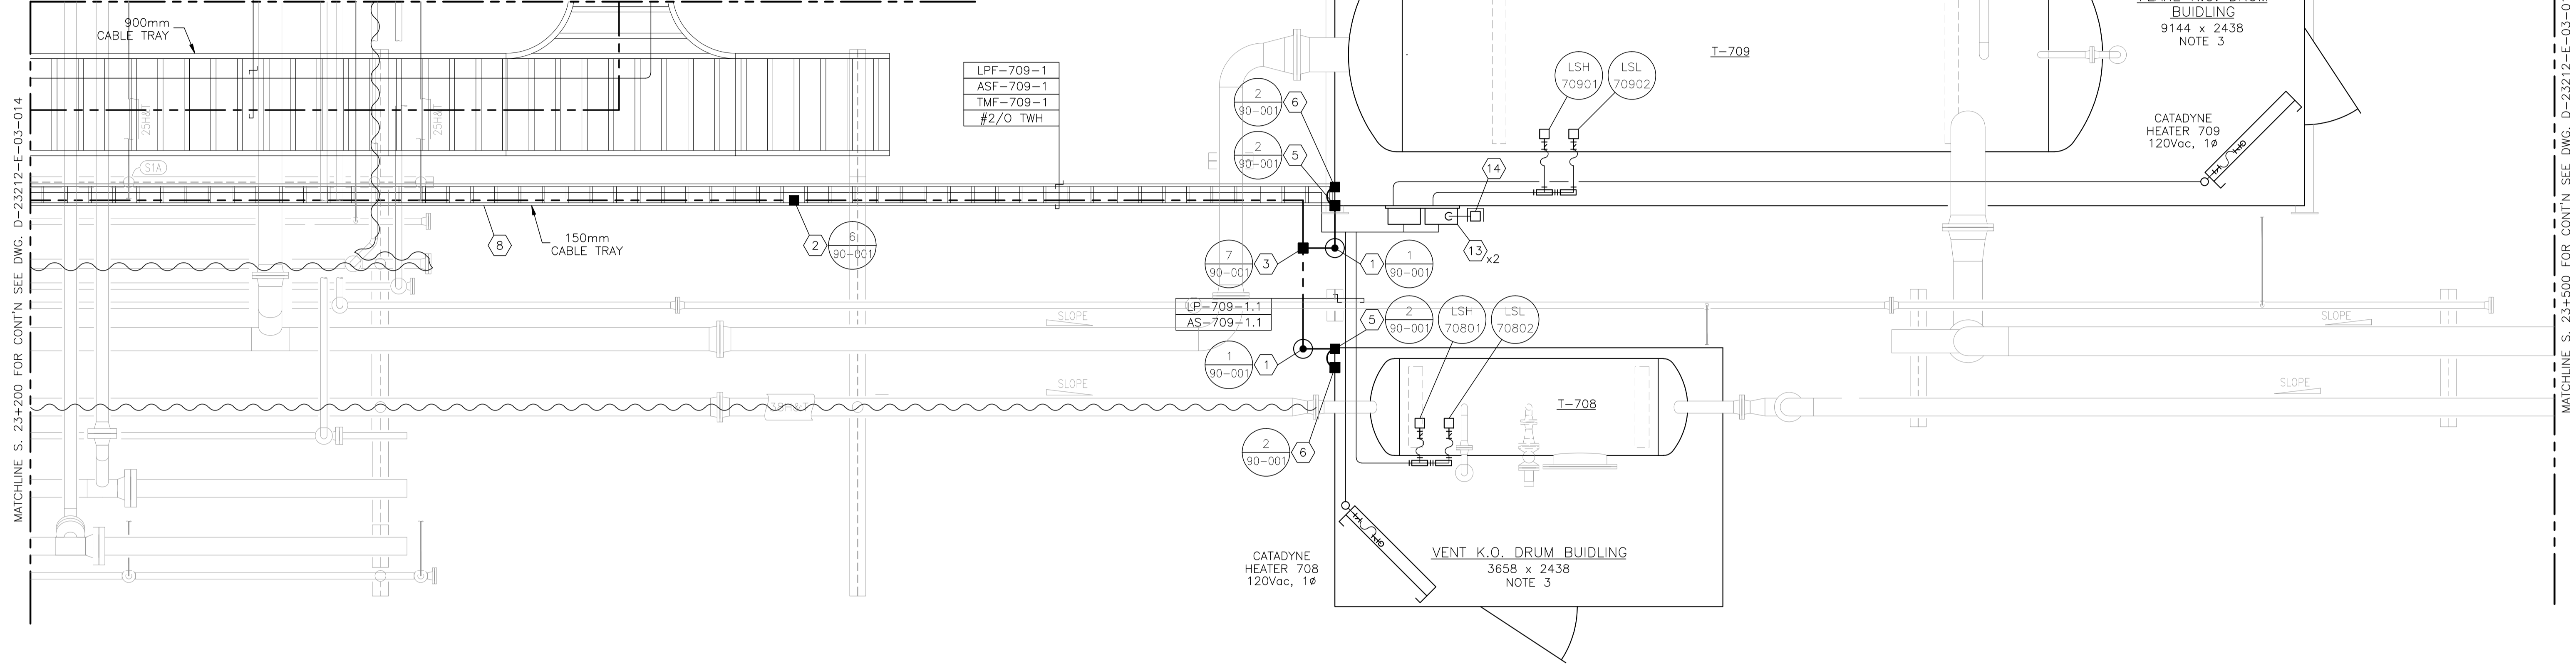 900mm
CABLE TRAY
LPF-709-1
ASF-709-1
TMF-709-1
#2/0 TWH
T-709
LSH
70901
LSL
70902
BUIDLING
9144 x 2438
NOTE 3
CATADYNE
HEATER 709
120Vac, 1ø
25H&T
25H&T
S1A
2
90-001
6
2
90-001
5
14
8
150mm
CABLE TRAY
2
6
90-001
7
90-001
3
1
1
90-001
13
x2
LP-709-1.1
AS-709-1.1
SLOPE
5
2
90-001
LSH
70801
LSL
70802
SLOPE
1
90-001
1
SLOPE
SLOPE
T-708
2
90-001
6
CATADYNE
HEATER 708
120Vac, 1ø
VENT K.O. DRUM BUIDLING
3658 x 2438
NOTE 3
MATCHLINE S. 23+200 FOR CONT'N SEE DWG. D-23212-E-03-014
MATCHLINE S. 23+500 FOR CONT'N SEE DWG. D-23212-E-03-0